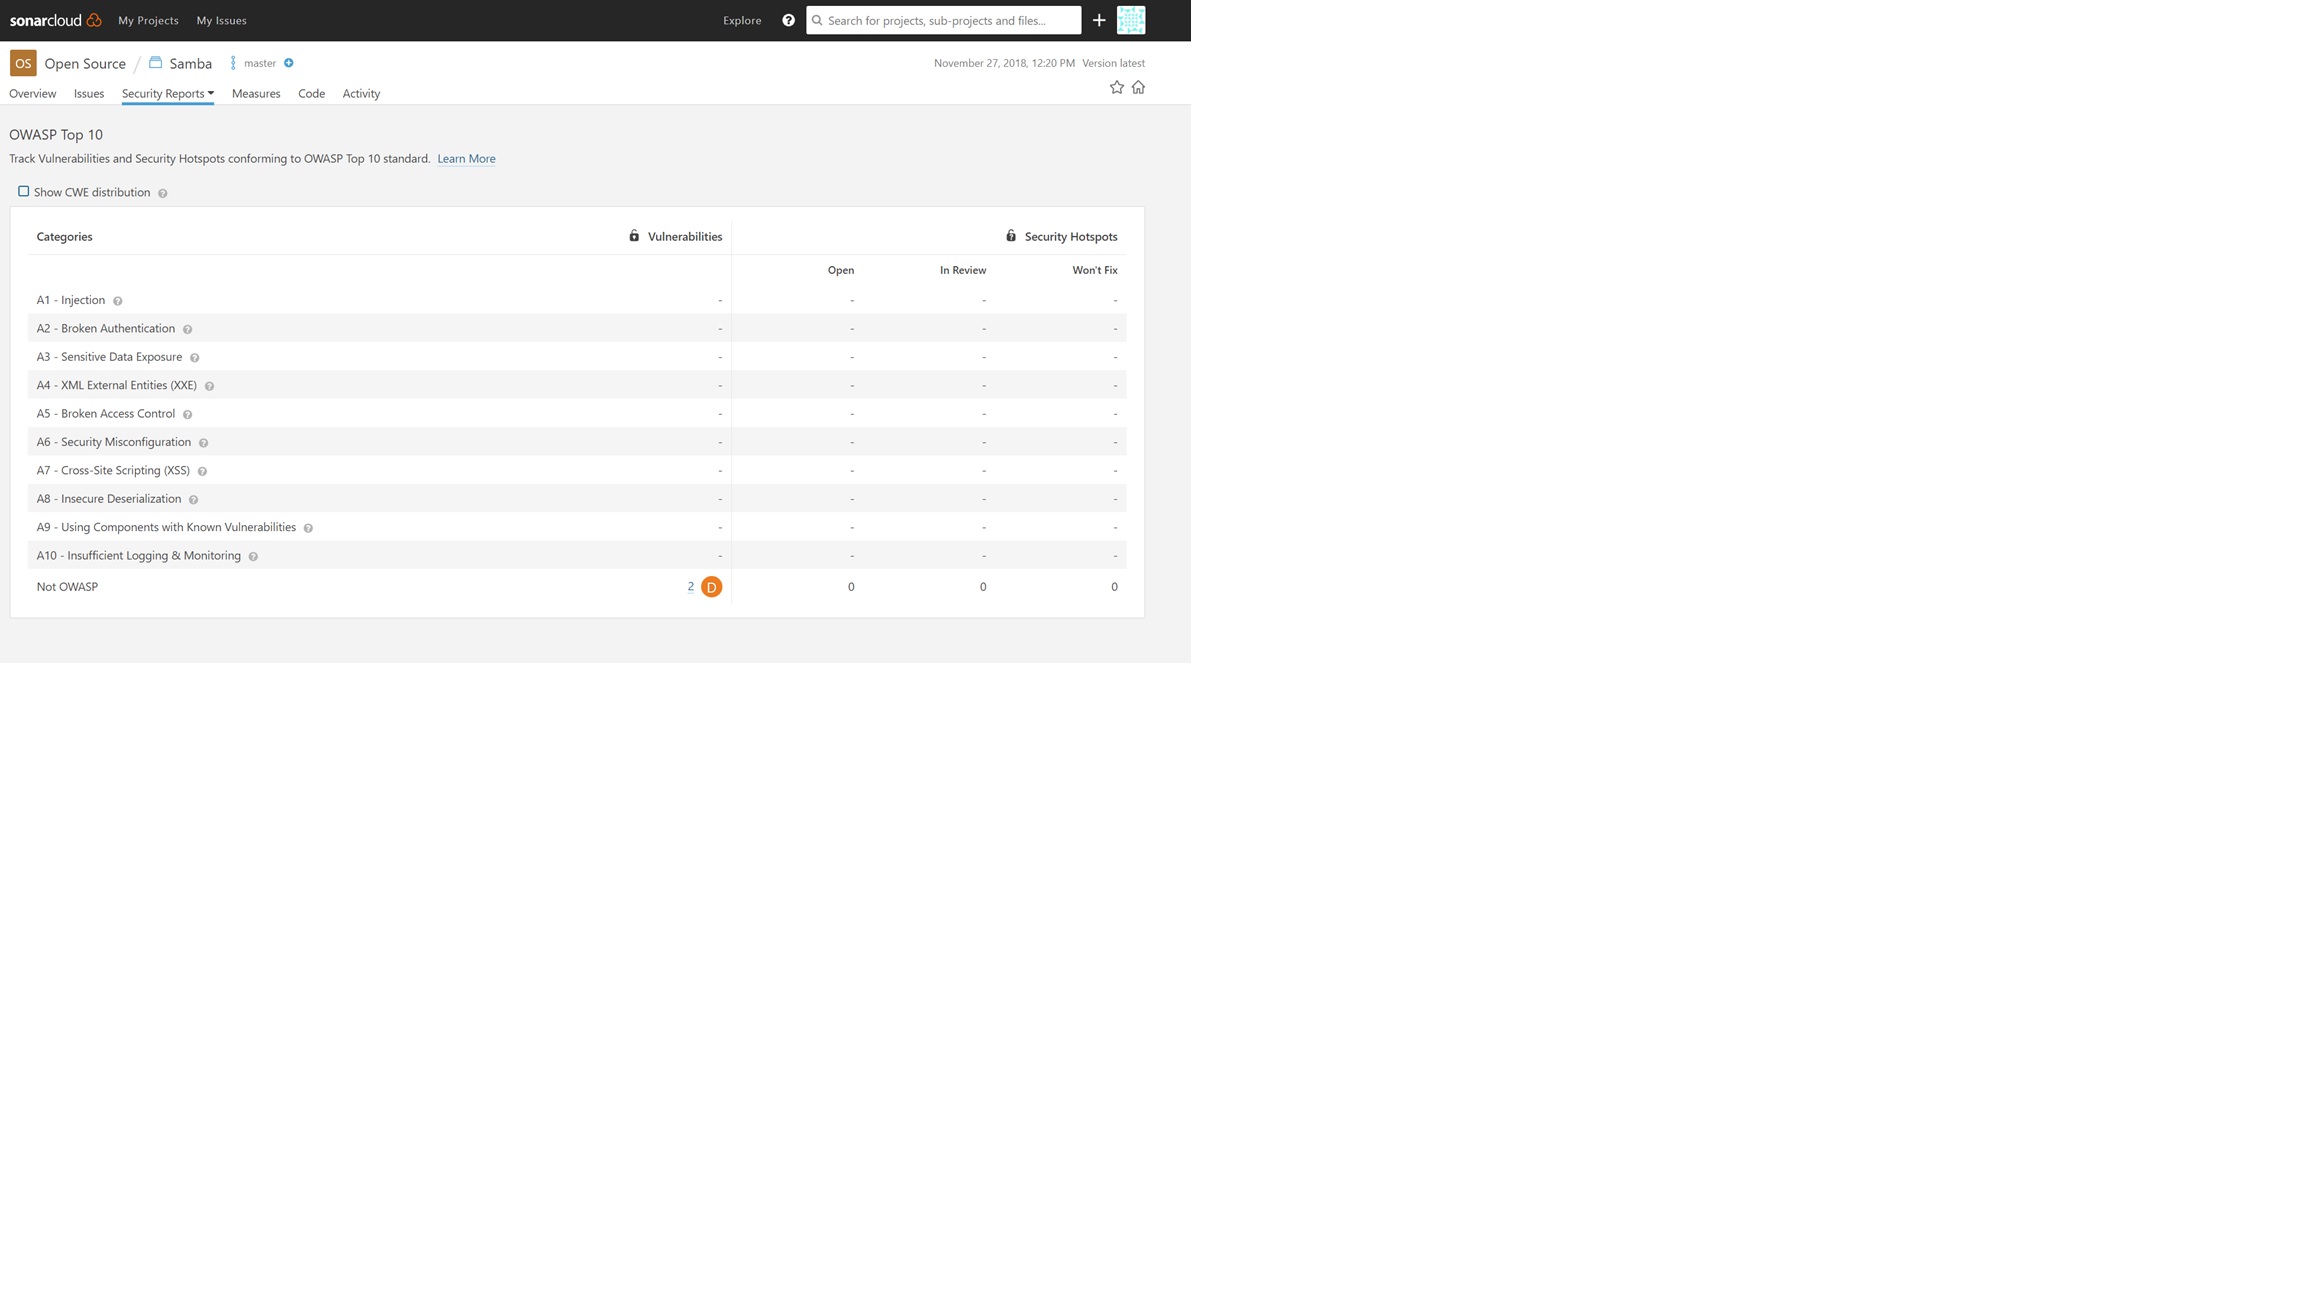 sonarcloud My Projects My Issues Explore Search for projects, sub-projects and files...
OS Open Source / Samba master November 27, 2018, 12:20 PM Version latest
Overview Issues Security Reports Measures Code Activity
OWASP Top 10
Track Vulnerabilities and Security Hotspots conforming to OWASP Top 10 standard. Learn More
Show CWE distribution ?
Categories Vulnerabilities Security Hotspots
Open In Review Won't Fix
A1 - Injection ? - - - -
A2 - Broken Authentication ? - - - -
A3 - Sensitive Data Exposure ? - - - -
A4 - XML External Entities (XXE) ? - - - -
A5 - Broken Access Control ? - - - -
A6 - Security Misconfiguration ? - - - -
A7 - Cross-Site Scripting (XSS) ? - - - -
A8 - Insecure Deserialization ? - - - -
A9 - Using Components with Known Vulnerabilities ? - - - -
A10 - Insufficient Logging & Monitoring ? - - - -
Not OWASP 2 D 0 0 0